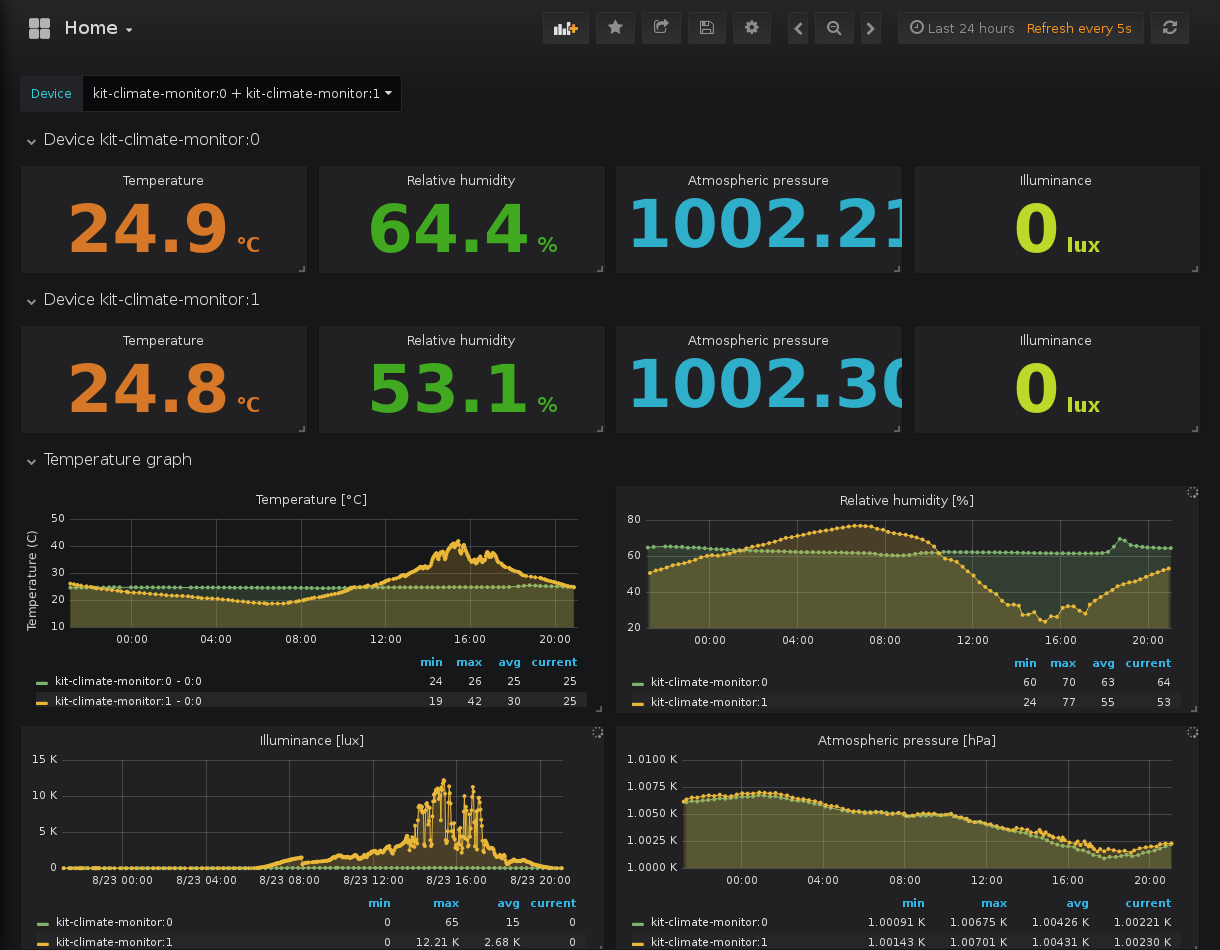 Home
Last 24 hours Refresh every 5s
Device kit-climate-monitor:0 + kit-climate-monitor:1
Device kit-climate-monitor:0
Temperature Relative humidity Atmospheric pressure Illuminance
24.9 °C 64.4 % 1002.21 0 lux
Device kit-climate-monitor:1
Temperature Relative humidity Atmospheric pressure Illuminance
24.8 °C 53.1 % 1002.30 0 lux
Temperature graph
Temperature [°C]
Temperature (C)
50
40
30
20
10
00:00 04:00 08:00 12:00 16:00 20:00
min max avg current
kit-climate-monitor:0 - 0:0 24 26 25 25
kit-climate-monitor:1 - 0:0 19 42 30 25
Relative humidity [%]
80
60
40
20
00:00 04:00 08:00 12:00 16:00 20:00
min max avg current
kit-climate-monitor:0 60 70 63 64
kit-climate-monitor:1 24 77 55 53
Illuminance [lux]
15 K
10 K
5 K
0
8/23 00:00 8/23 04:00 8/23 08:00 8/23 12:00 8/23 16:00 8/23 20:00
min max avg current
kit-climate-monitor:0 0 65 15 0
kit-climate-monitor:1 0 12.21 K 2.68 K 0
Atmospheric pressure [hPa]
1.0100 K
1.0075 K
1.0050 K
1.0025 K
1.0000 K
00:00 04:00 08:00 12:00 16:00 20:00
min max avg current
kit-climate-monitor:0 1.00091 K 1.00675 K 1.00426 K 1.00221 K
kit-climate-monitor:1 1.00143 K 1.00701 K 1.00431 K 1.00230 K